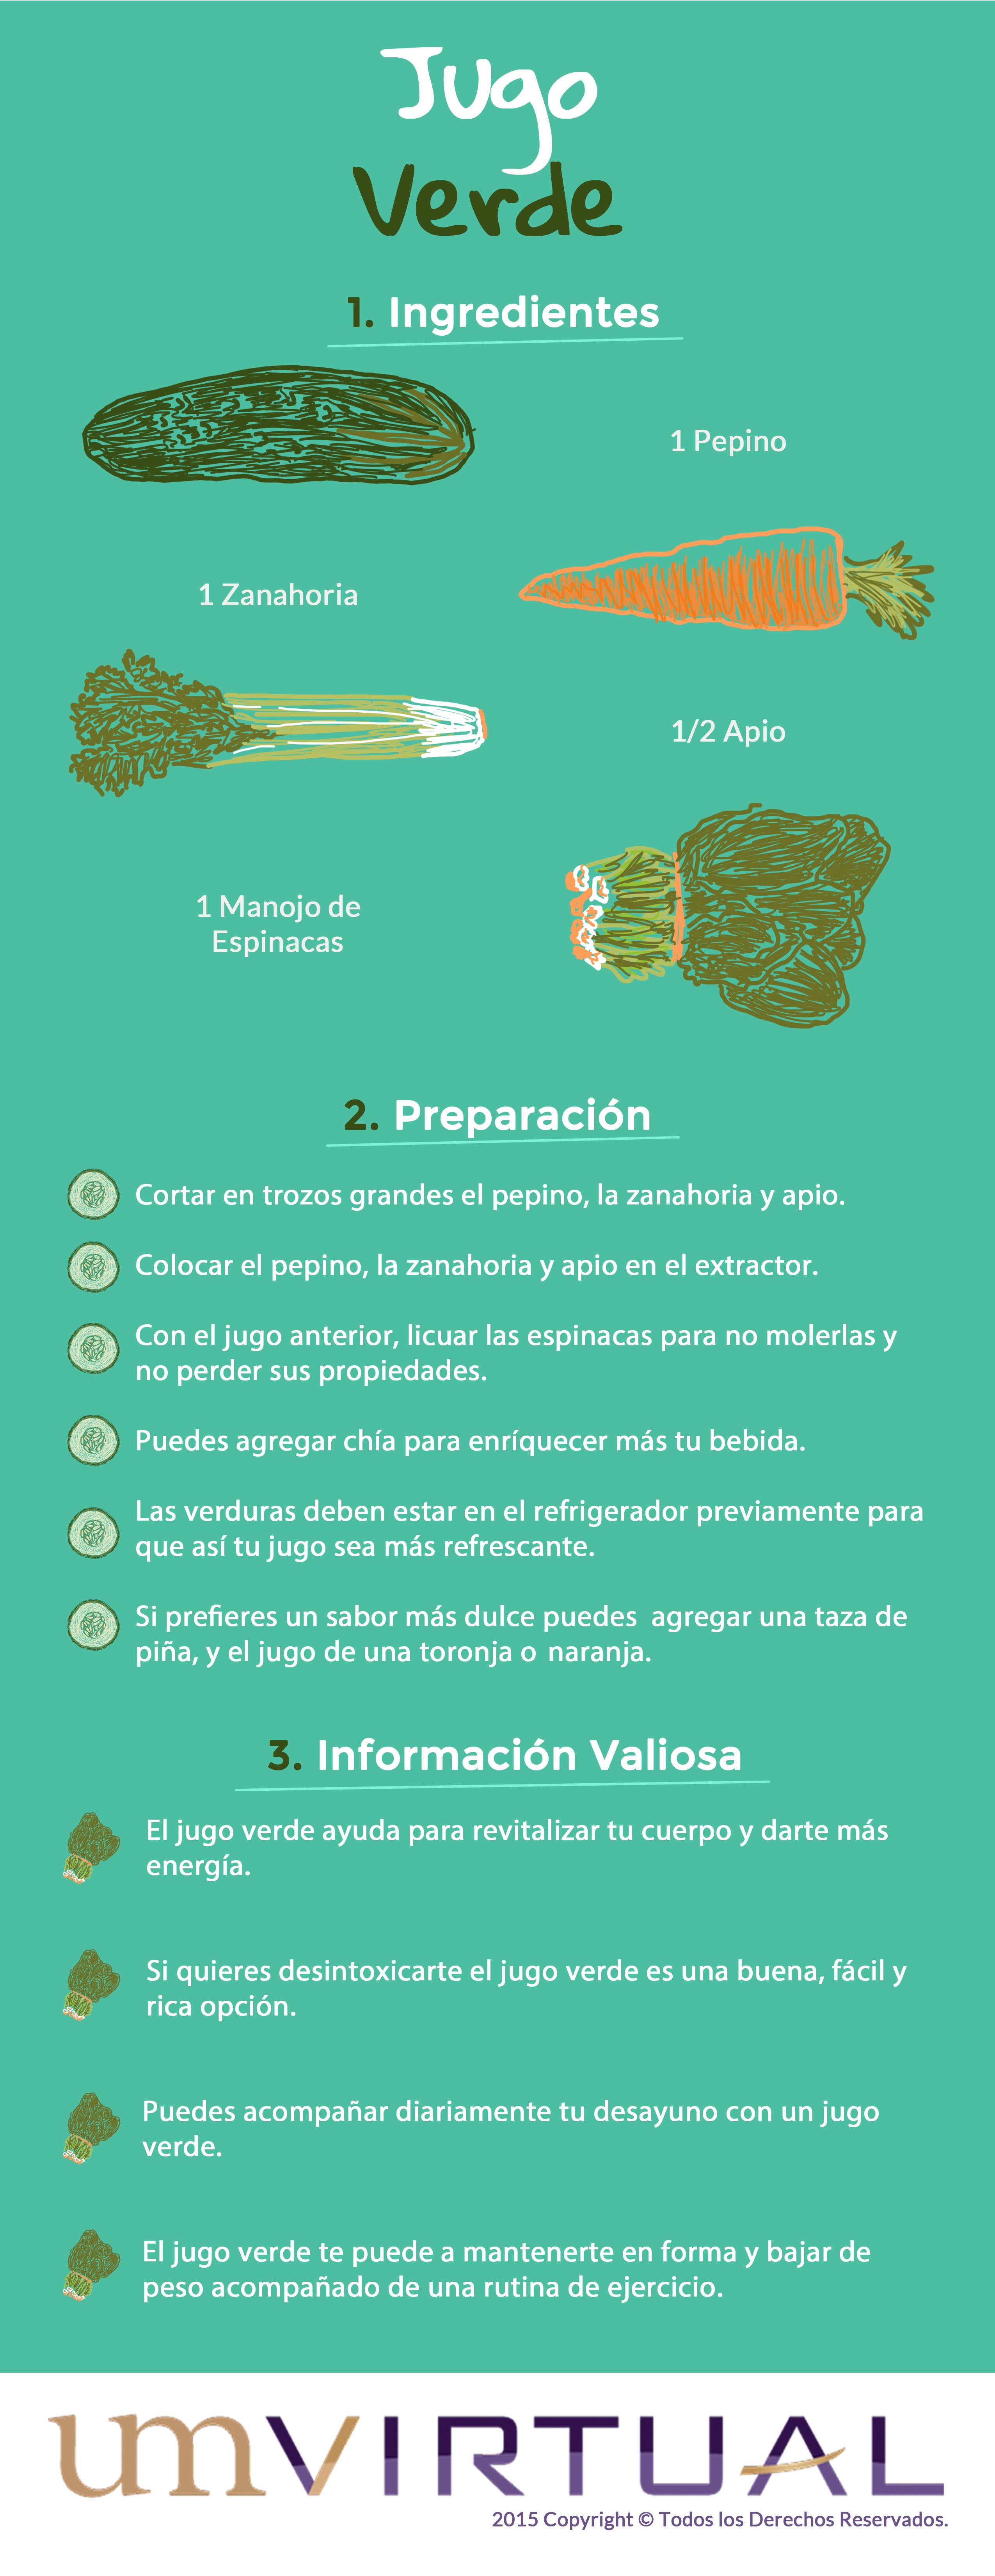 Jugo
Verde
1. Ingredientes
1 Pepino
1 Zanahoria
1/2 Apio
1 Manojo de
Espinacas
2. Preparación
Cortar en trozos grandes el pepino, la zanahoria y apio.
Colocar el pepino, la zanahoria y apio en el extractor.
Con el jugo anterior, licuar las espinacas para no molerlas y
no perder sus propiedades.
Puedes agregar chía para enríquecer más tu bebida.
Las verduras deben estar en el refrigerador previamente para
que así tu jugo sea más refrescante.
Si prefieres un sabor más dulce puedes agregar una taza de
piña, y el jugo de una toronja o naranja.
3. Información Valiosa
El jugo verde ayuda para revitalizar tu cuerpo y darte más
energía.
Si quieres desintoxicarte el jugo verde es una buena, fácil y
rica opción.
Puedes acompañar diariamente tu desayuno con un jugo
verde.
El jugo verde te puede a mantenerte en forma y bajar de
peso acompañado de una rutina de ejercicio.
umVIRTUAL
2015 Copyright © Todos los Derechos Reservados.